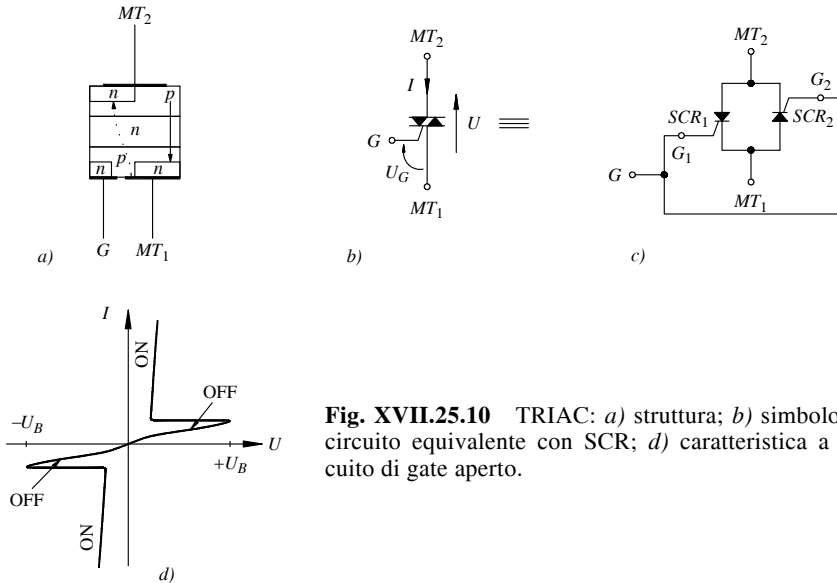 MT2
n
p
n
p
n
n
G MT1
a)
MT2
I
U
G
UG
MT1
b)
MT2
G2
SCR1
SCR2
G1
G
MT1
c)
I
ON
OFF
−UB
U
+UB
OFF
ON
d)
Fig. XVII.25.10 TRIAC: a) struttura; b) simbolo
circuito equivalente con SCR; d) caratteristica a
cuito di gate aperto.